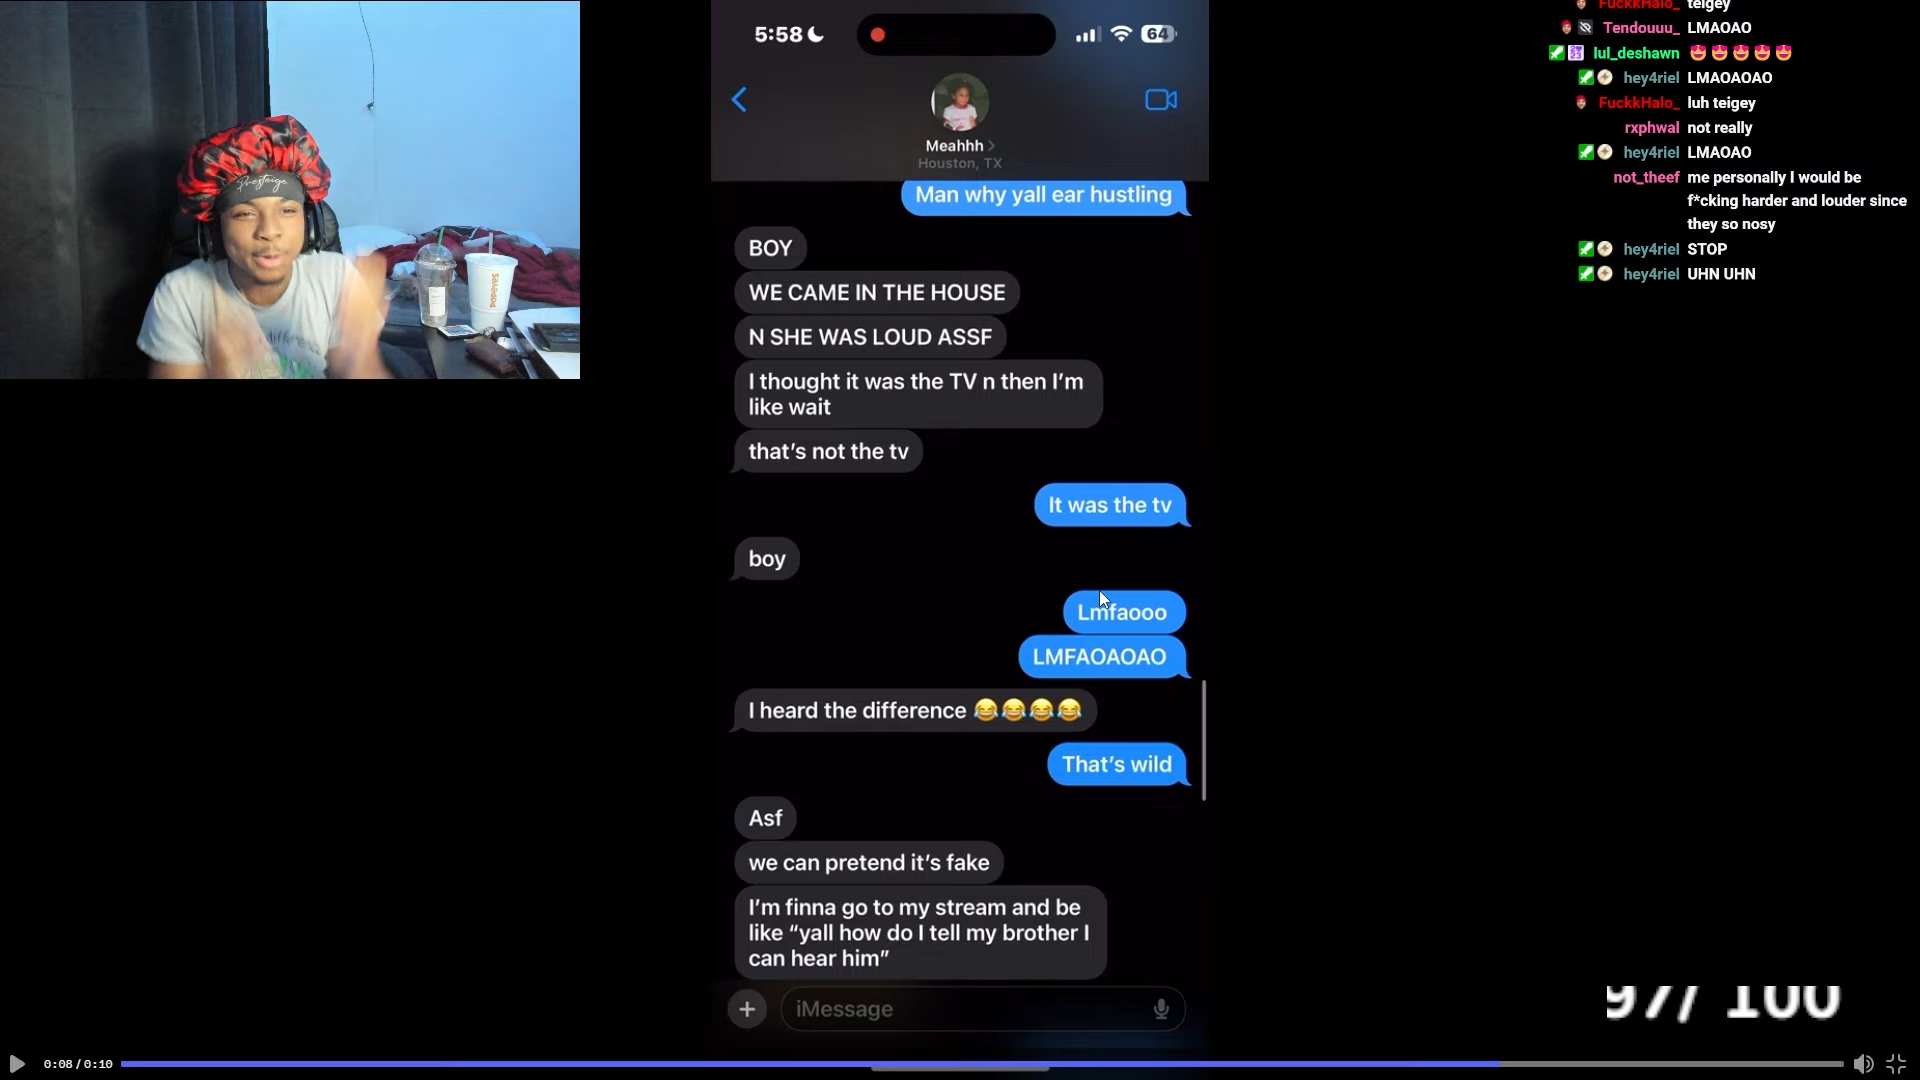 Presteige
POPEYES
5:58
64
Meahhh >
Houston, TX
Man why yall ear hustling
BOY
WE CAME IN THE HOUSE
N SHE WAS LOUD ASSF
I thought it was the TV n then I’m
like wait
that’s not the tv
It was the tv
boy
Lmfaooo
LMFAOAOAO
I heard the difference 😂😂😂😂
That’s wild
Asf
we can pretend it’s fake
I’m finna go to my stream and be
like “yall how do I tell my brother I
can hear him”
iMessage
FuckkHalo_ teigey
Tendouuu_ LMAOAO
lul_deshawn 😍😍😍😍😍
hey4riel LMAOAOAO
FuckkHalo_ luh teigey
rxphwal not really
hey4riel LMAOAO
not_theef me personally I would be
f*cking harder and louder since
they so nosy
hey4riel STOP
hey4riel UHN UHN
97/ 100
0:08 / 0:10